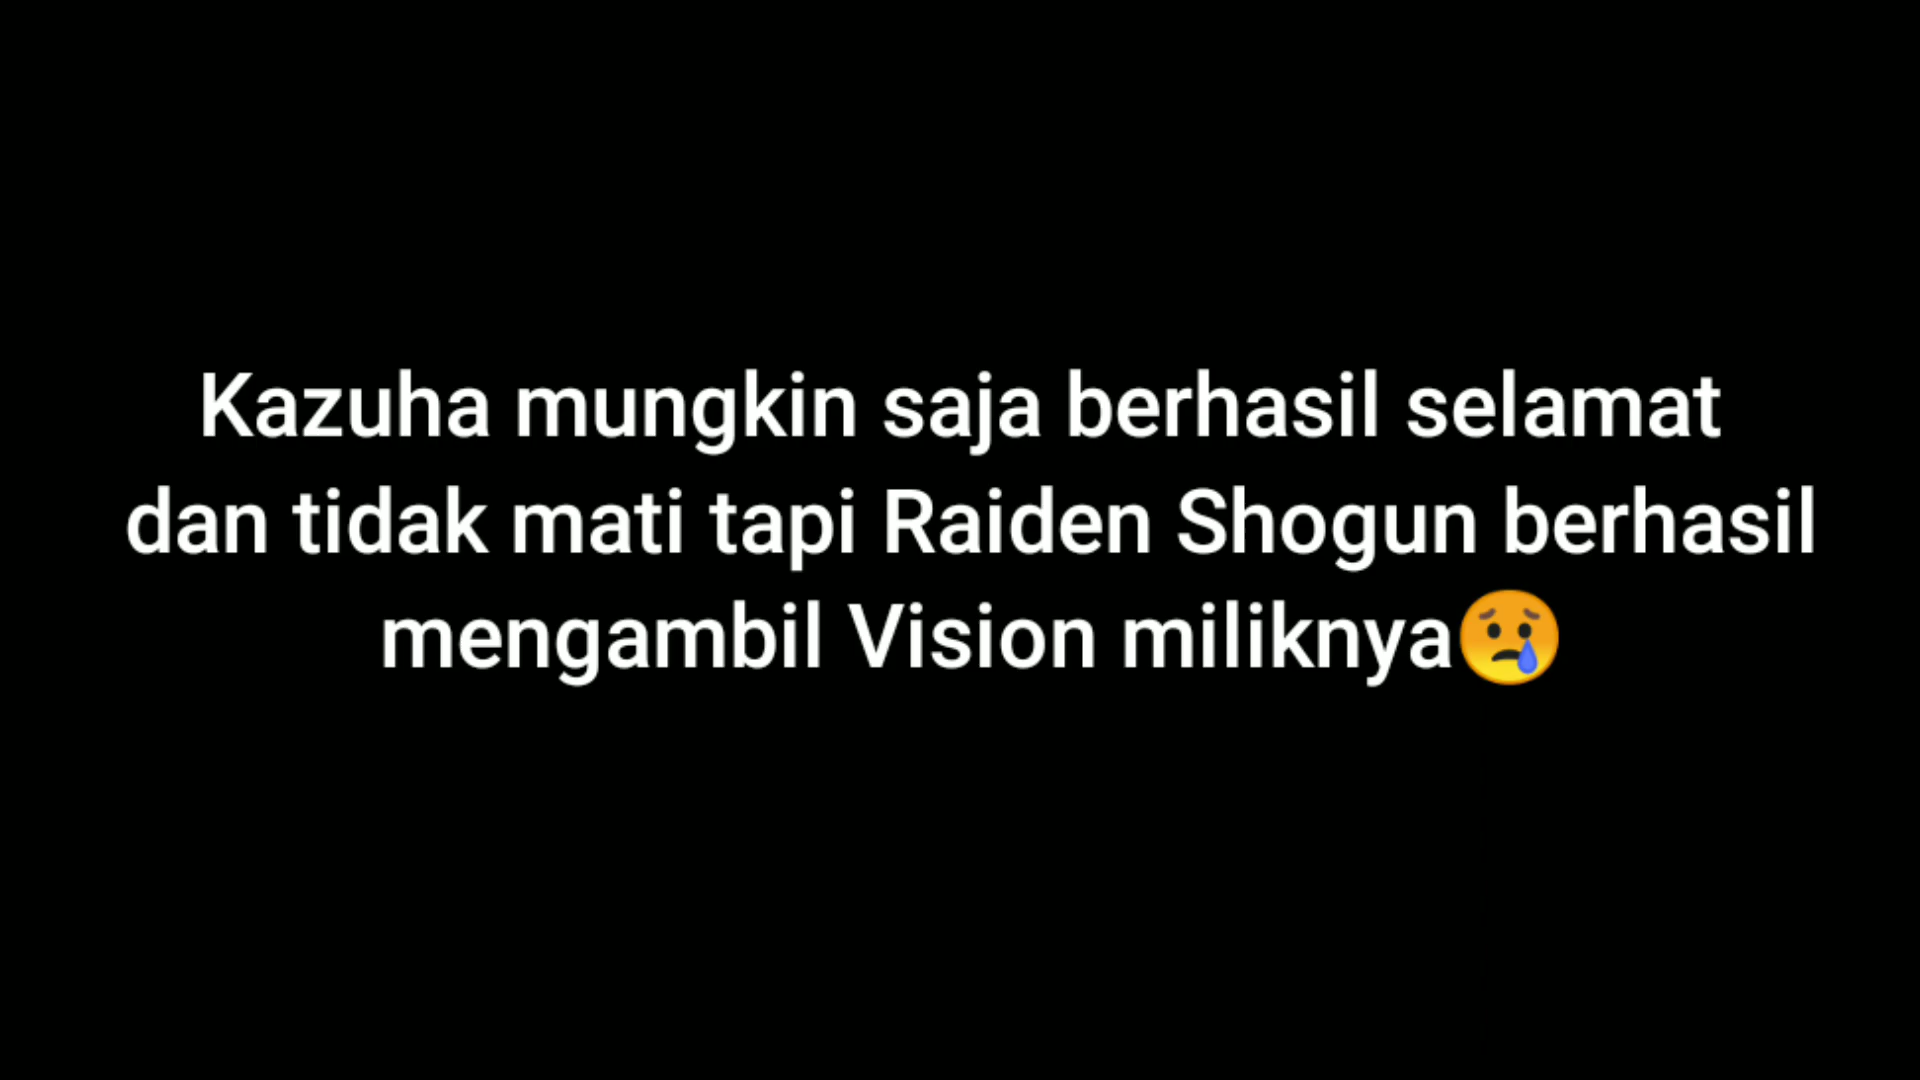 Kazuha mungkin saja berhasil selamat
dan tidak mati tapi Raiden Shogun berhasil
mengambil Vision miliknya😢